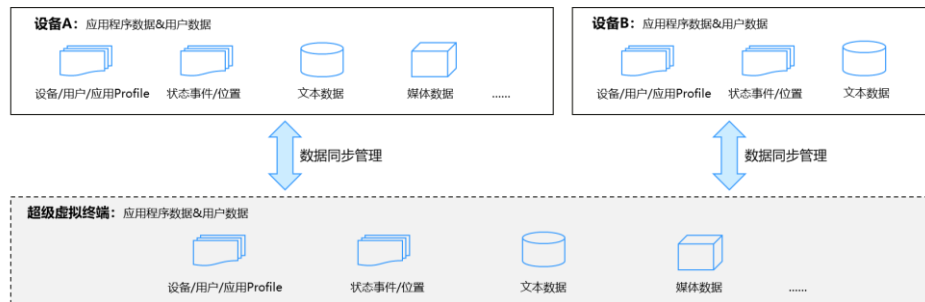 设备A：应用程序数据&用户数据
设备/用户/应用Profile 状态事件/位置 文本数据 媒体数据 ......
设备B：应用程序数据&用户数据
设备/用户/应用Profile 状态事件/位置 文本数据
数据同步管理
数据同步管理
超级虚拟终端：应用程序数据&用户数据
设备/用户/应用Profile 状态事件/位置 文本数据 媒体数据 ......